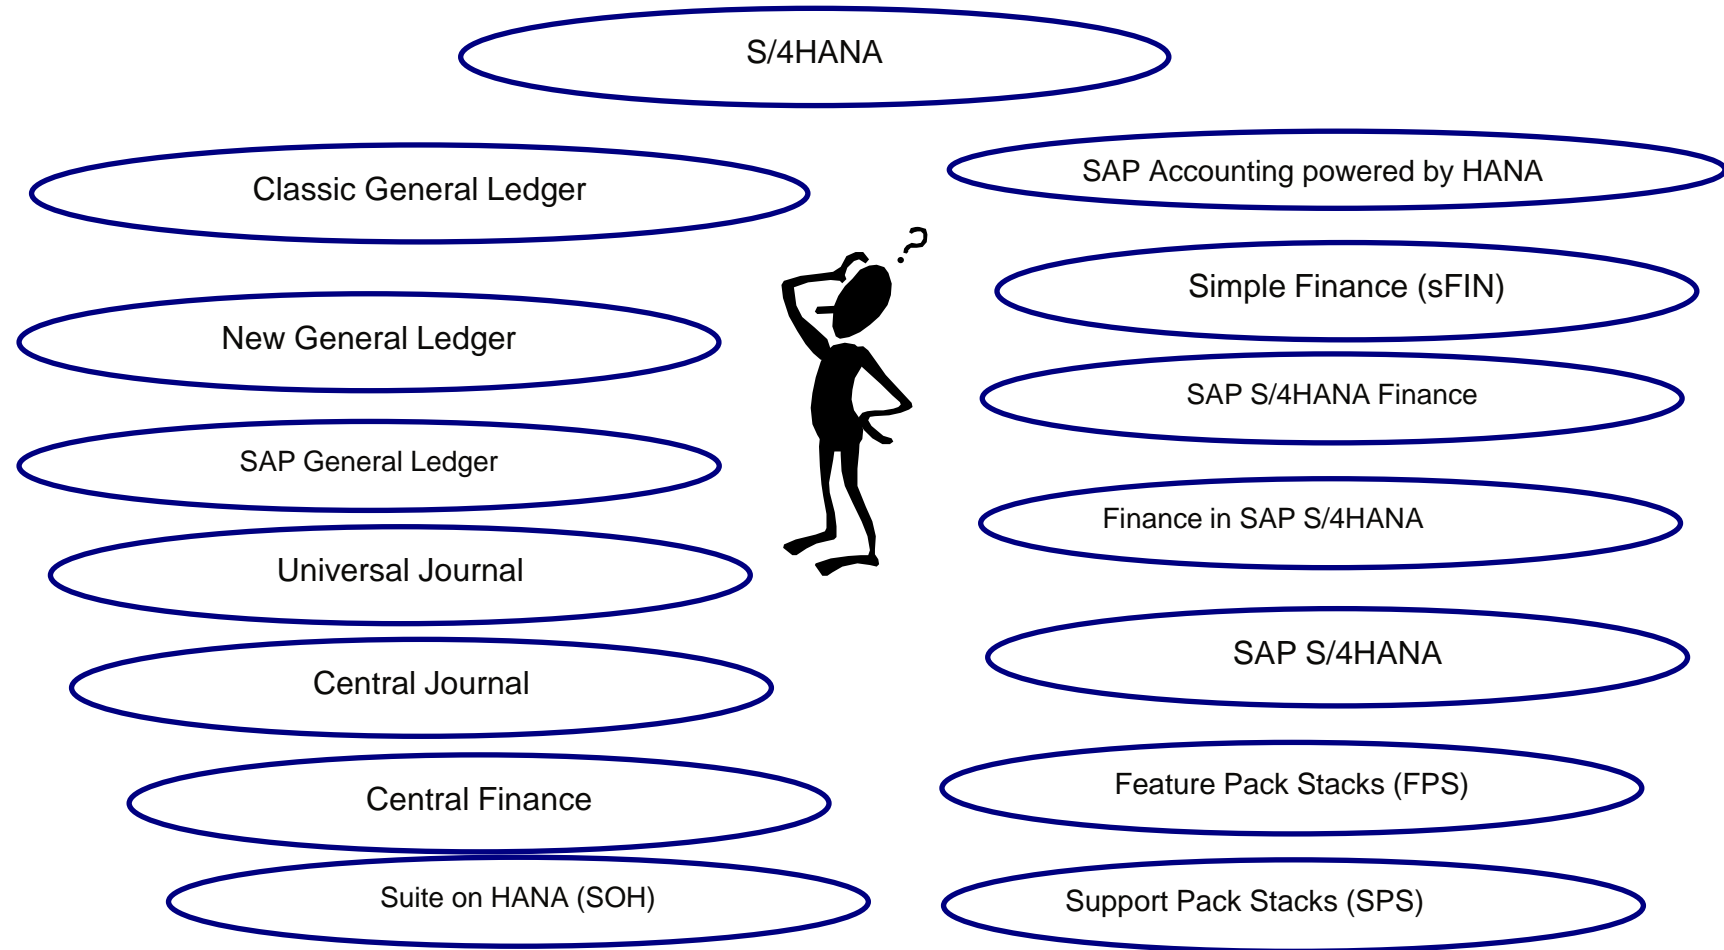 S/4HANA
Classic General Ledger
New General Ledger
SAP General Ledger
Universal Journal
Central Journal
Central Finance
Suite on HANA (SOH)
?
SAP Accounting powered by HANA
Simple Finance (sFIN)
SAP S/4HANA Finance
Finance in SAP S/4HANA
SAP S/4HANA
Feature Pack Stacks (FPS)
Support Pack Stacks (SPS)